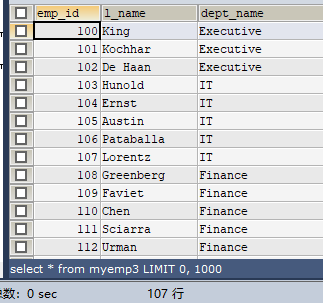 emp_id l_name dept_name
100 King Executive
101 Kochhar Executive
102 De Haan Executive
103 Hunold IT
104 Ernst IT
105 Austin IT
106 Pataballa IT
107 Lorentz IT
108 Greenberg Finance
109 Faviet Finance
110 Chen Finance
111 Sciarra Finance
112 Urman Finance
select * from myemp3 LIMIT 0, 1000
数: 0 sec 107 行